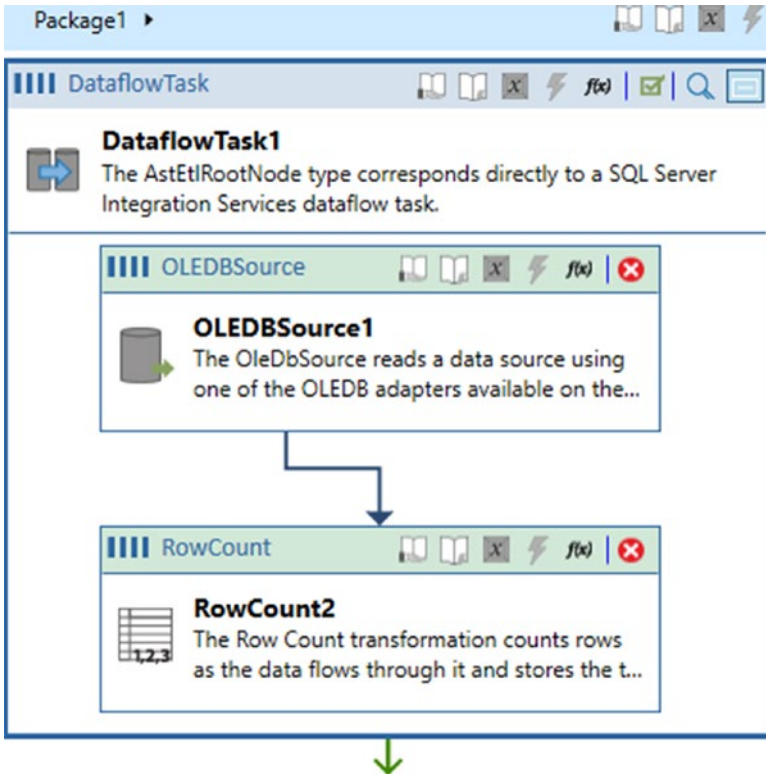 Package1
x
DataflowTask
x f(x)
DataflowTask1
The AstEtlRootNode type corresponds directly to a SQL Server
Integration Services dataflow task.
OLEDBSource
x f(x)
OLEDBSource1
The OleDbSource reads a data source using
one of the OLEDB adapters available on the...
RowCount
x f(x)
RowCount2
The Row Count transformation counts rows
1,2,3
as the data flows through it and stores the t...